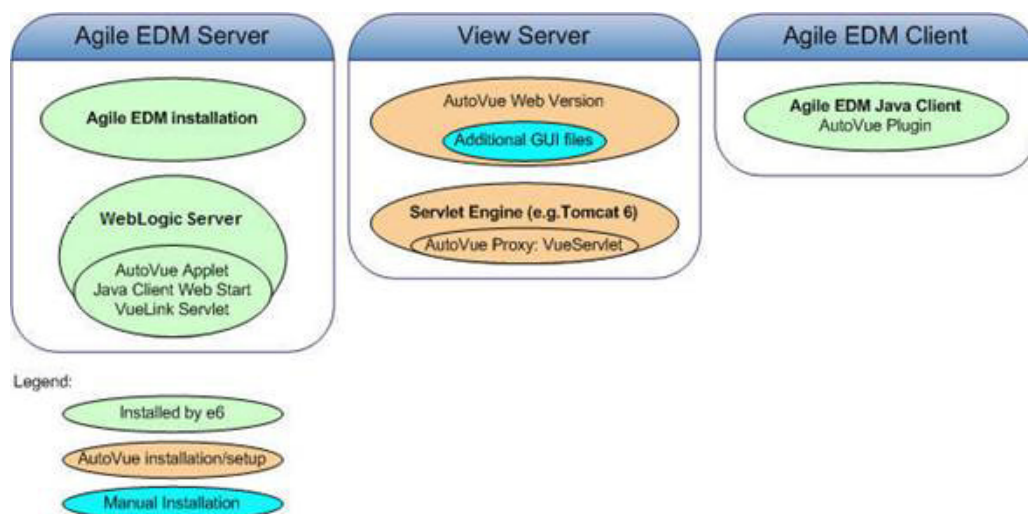 Agile EDM Server
Agile EDM installation
WebLogic Server
AutoVue Applet
Java Client Web Start
VueLink Servlet
View Server
AutoVue Web Version
Additional GUI files
Servlet Engine (e.g.Tomcat 6)
AutoVue Proxy: VueServlet
Agile EDM Client
Agile EDM Java Client
AutoVue Plugin
Legend:
Installed by e6
AutoVue installation/setup
Manual Installation